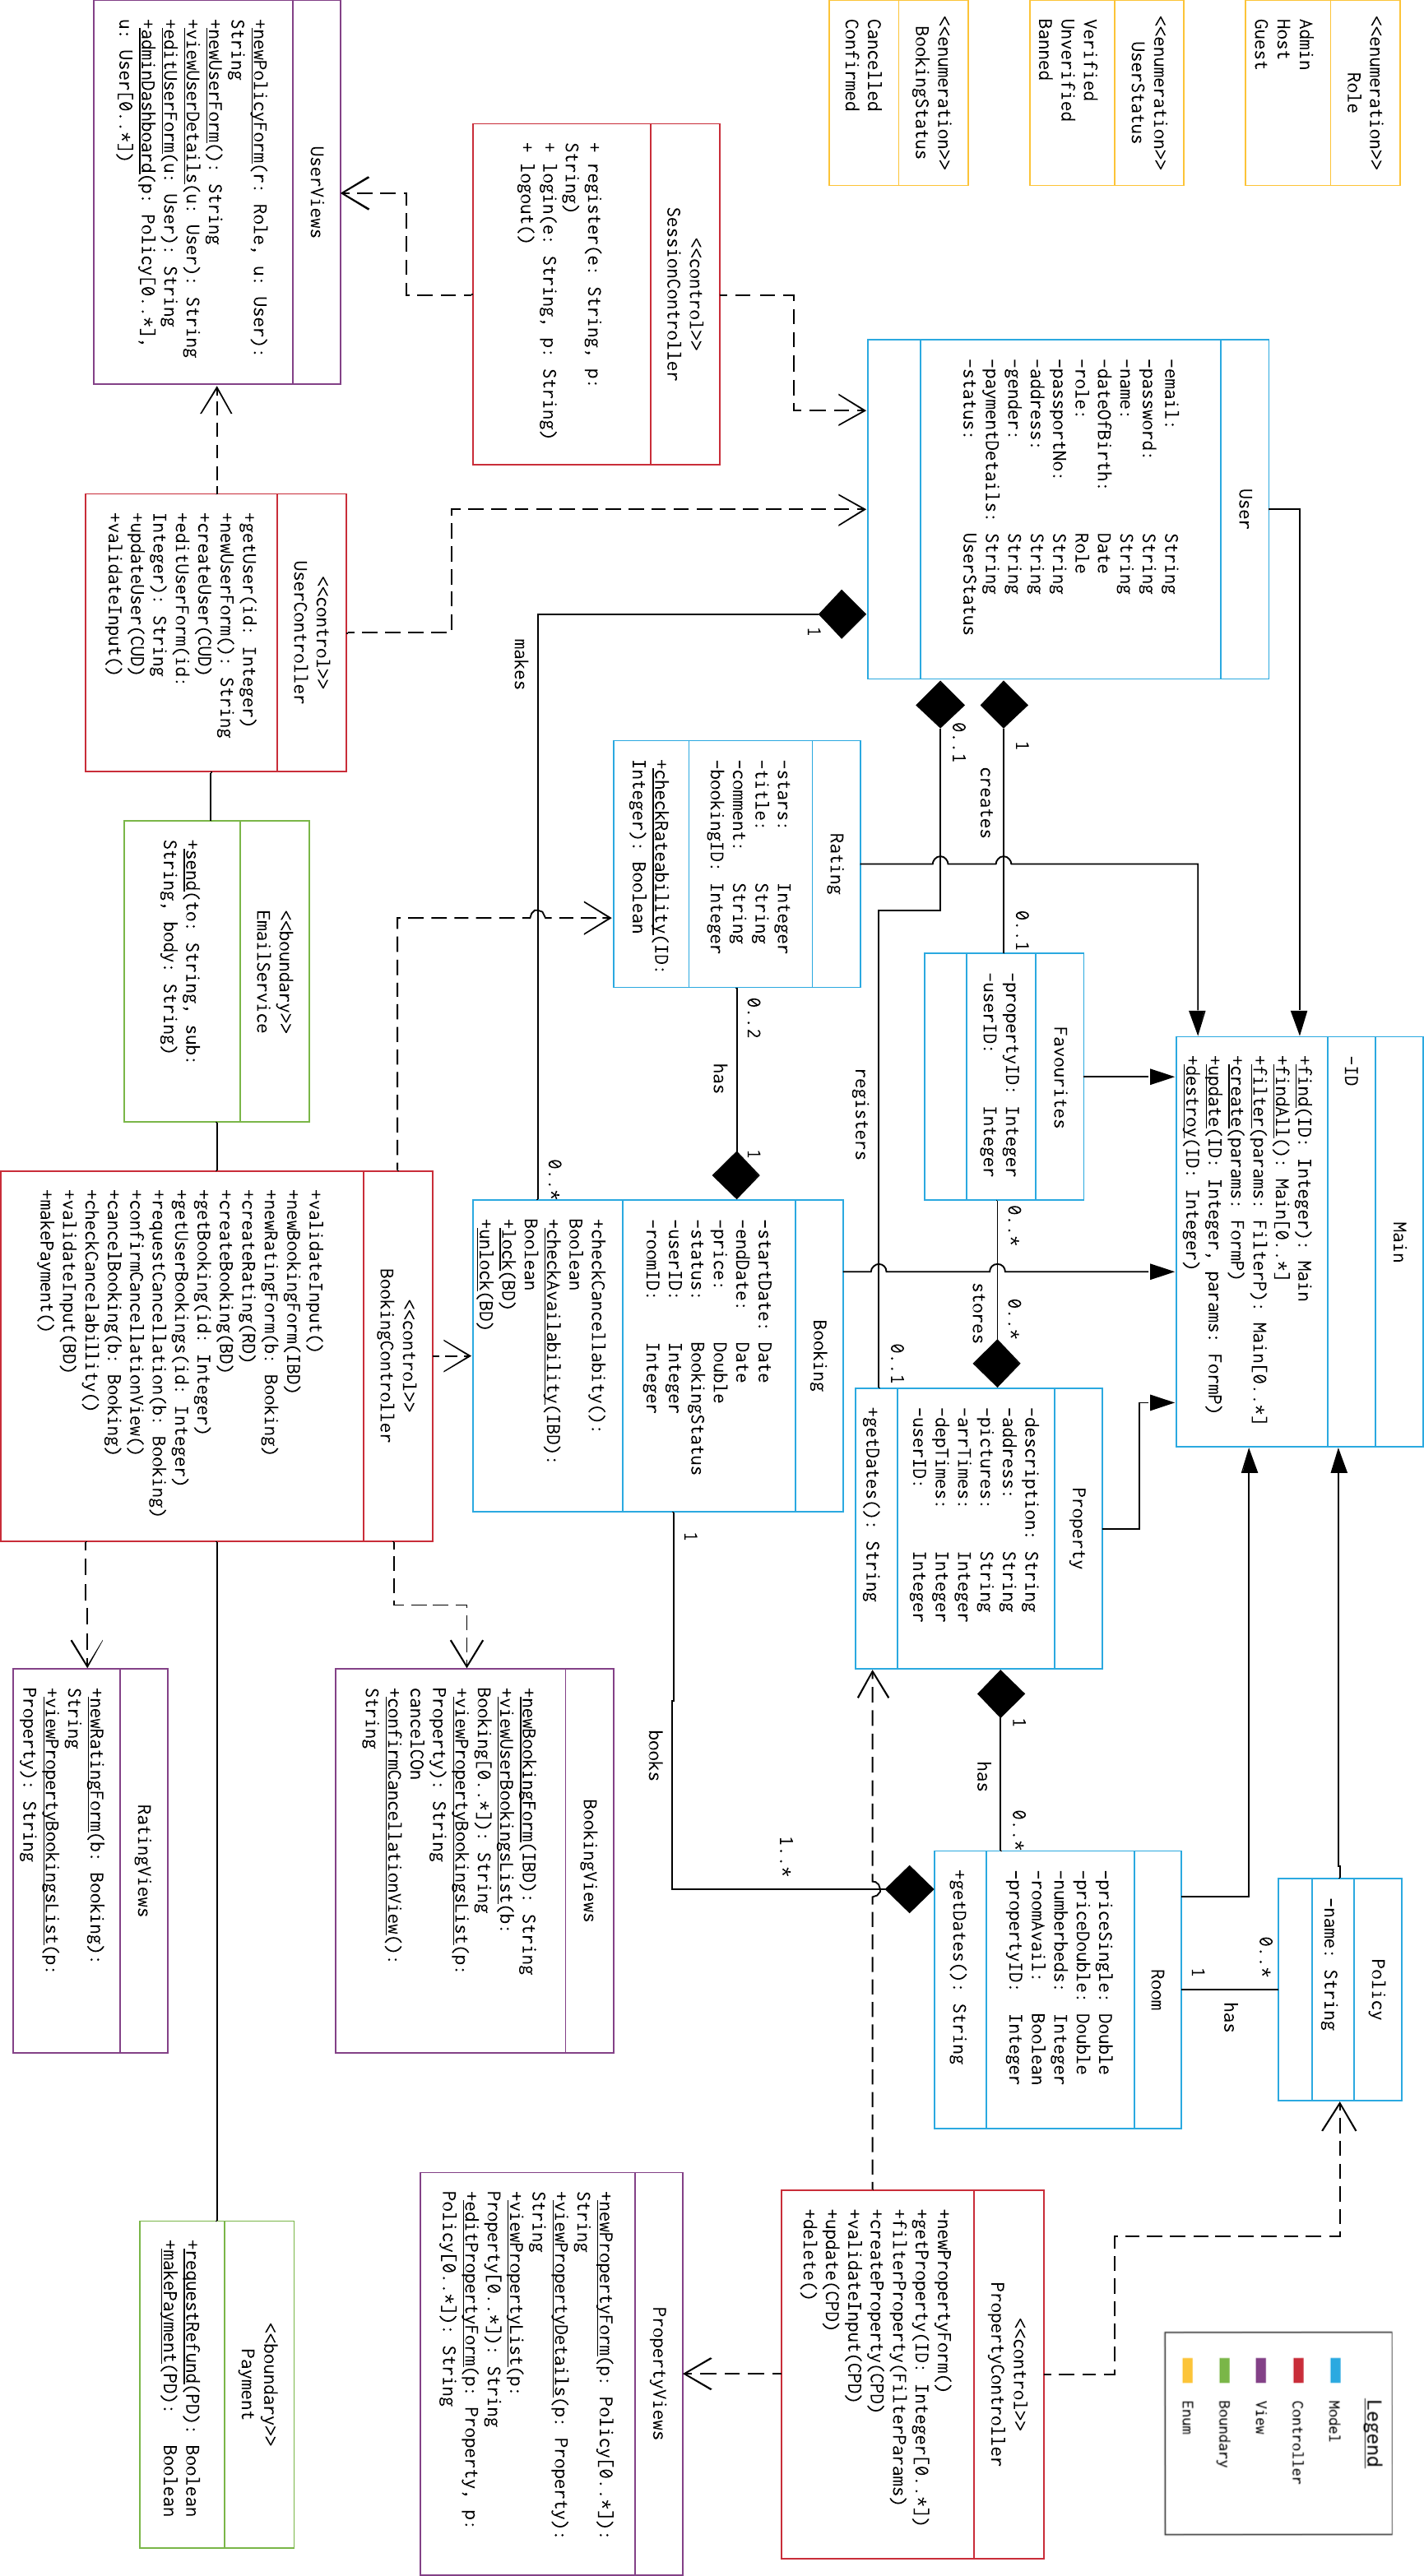 <<enumeration>>
Role
Admin
Host
Guest
<<enumeration>>
UserStatus
Verified
Unverified
Banned
<<enumeration>>
BookingStatus
Cancelled
Confirmed
Main
-ID
+find(ID: Integer): Main
+findAll(): Main[0..*]
+filter(params: FilterP): Main[0..*]
+create(params: FormP)
+update(ID: Integer, params: FormP)
+destroy(ID: Integer)
Policy
-name: String
0..*
has
1
Legend
Model
Controller
View
Boundary
Enum
User
-email: String
-password: String
-name: String
-dateOfBirth: Date
-role: Role
-passportNo: String
-address: String
-gender: String
-paymentDetails: String
-status: UserStatus
1
creates
0..1
0..1
registers
0..1
1
makes
0..*
Favourites
-propertyID: Integer
-userID: Integer
0..*
stores
0..*
Property
-description: String
-address: String
-pictures: String
-arrTimes: Integer
-depTimes: Integer
-userID: Integer
+getDates(): String
1
has
0..*
Room
-priceSingle: Double
-priceDouble: Double
-numberbeds: Integer
-roomAvail: Boolean
-propertyID: Integer
+getDates(): String
<<control>>
PropertyController
+newPropertyForm()
+getProperty(ID: Integer[0..*])
+filterProperty(FilterParams)
+createProperty(CPD)
+validateInput(CPD)
+update(CPD)
+delete()
<<control>>
SessionController
+ register(e: String, p:
String)
+ login(e: String, p: String)
+ logout()
Rating
-stars: Integer
-title: String
-comment: String
-bookingID: Integer
+checkRateability(ID:
Integer): Boolean
0..2
has
1
Booking
-startDate: Date
-endDate: Date
-price: Double
-status: BookingStatus
-userID: Integer
-roomID: Integer
+checkCancellabity():
Boolean
+checkAvailability(IBD):
Boolean
+lock(BD)
+unlock(BD)
1
books
1..*
BookingViews
+newBookingForm(IBD): String
+viewUserBookingsList(b:
Booking[0..*]): String
+viewPropertyBookingsList(p:
Property): String
cancelCOn
+confirmCancellationView():
String
PropertyViews
+newPropertyForm(p: Policy[0..*]):
String
+viewPropertyDetails(p: Property):
String
+viewPropertyList(p:
Property[0..*]): String
+editPropertyForm(p: Property, p:
Policy[0..*]): String
UserViews
+newPolicyForm(r: Role, u: User):
String
+newUserForm(): String
+viewUserDetails(u: User): String
+editUserForm(u: User): String
+adminDashboard(p: Policy[0..*],
u: User[0..*])
<<control>>
UserController
+getUser(id: Integer)
+newUserForm(): String
+createUser(CUD)
+editUserForm(id:
Integer): String
+updateUser(CUD)
+validateInput()
<<boundary>>
EmailService
+send(to: String, sub:
String, body: String)
<<control>>
BookingController
+validateInput()
+newBookingForm(IBD)
+newRatingForm(b: Booking)
+createRating(RD)
+createBooking(BD)
+getBooking(id: Integer)
+getUserBookings(id: Integer)
+requestCancellation(b: Booking)
+confirmCancellationView()
+cancelBooking(b: Booking)
+checkCancelabillity()
+validateInput(BD)
+makePayment()
RatingViews
+newRatingForm(b: Booking):
String
+viewPropertyBookingsList(p:
Property): String
<<boundary>>
Payment
+requestRefund(PD): Boolean
+makePayment(PD): Boolean